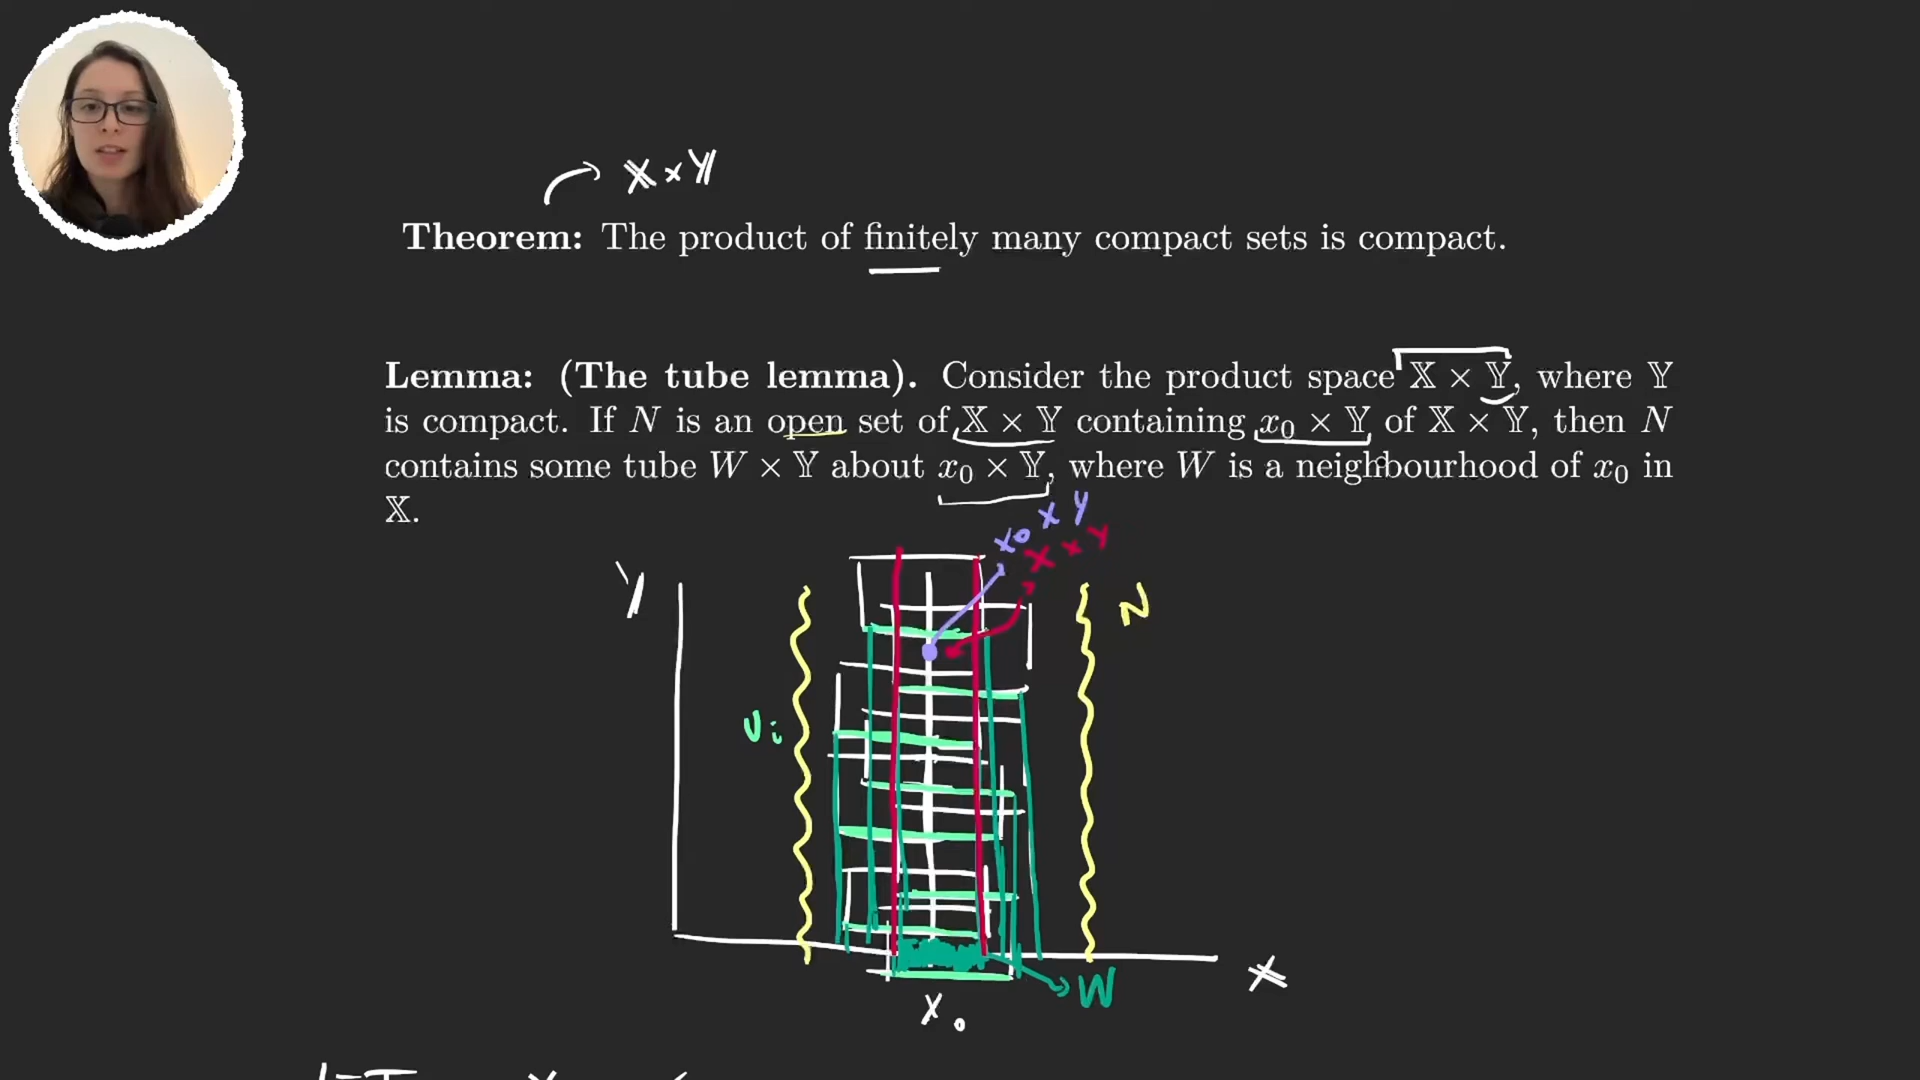 𝕏 × 𝕐
Theorem: The product of finitely many compact sets is compact.
Lemma: (The tube lemma). Consider the product space 𝕏 × 𝕐, where 𝕐
is compact. If N is an open set of 𝕏 × 𝕐 containing x₀ × 𝕐 of 𝕏 × 𝕐, then N
contains some tube W × 𝕐 about x₀ × 𝕐, where W is a neighbourhood of x₀ in
𝕏.
x₀ × y
x × y
Y
N
U_i
W
𝕏
x₀